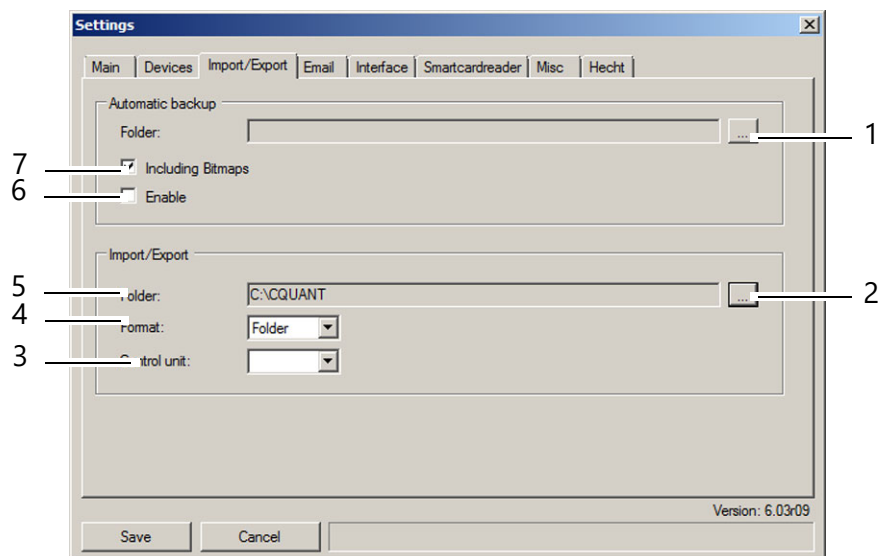 Settings
Main Devices Import/Export Email Interface Smartcardreader Misc Hecht
Automatic backup
Folder: ... 1
7 Including Bitmaps
6 Enable
Import/Export
5 Folder: C:\CQUANT ... 2
4 Format: Folder
3 ntrol unit:
Version: 6.03r09
Save Cancel